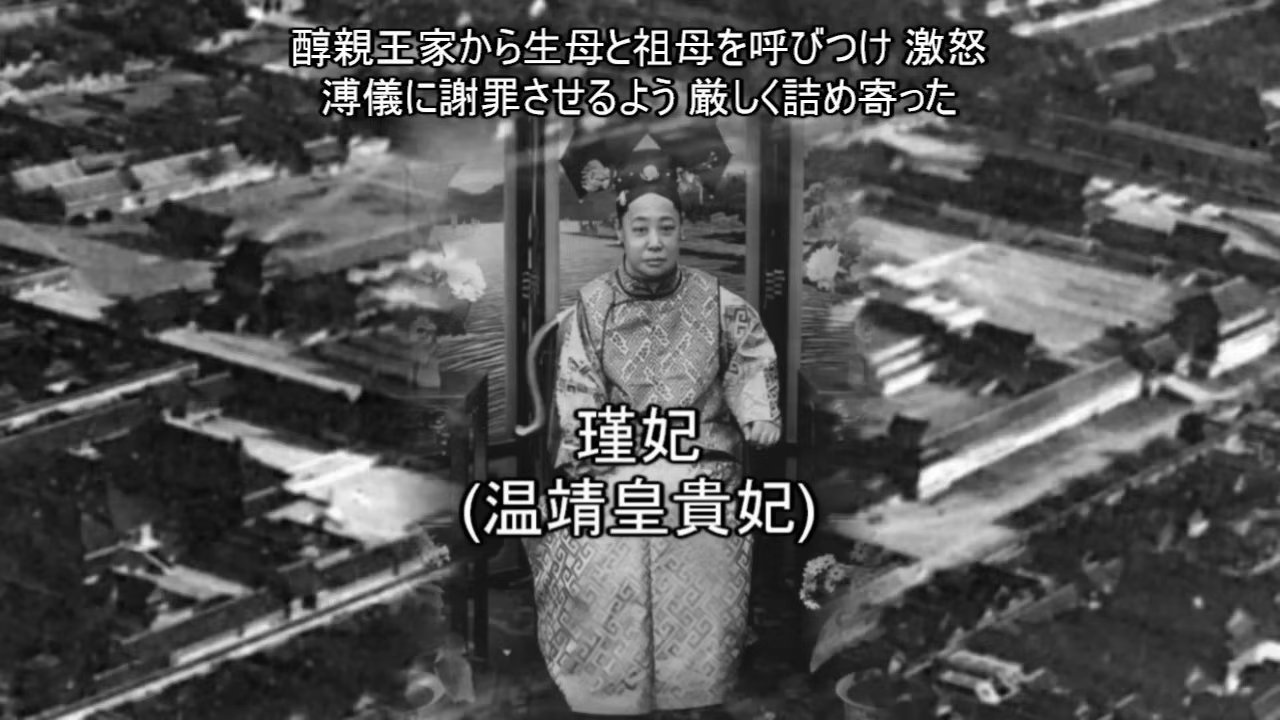 醇親王家から生母と祖母を呼びつけ 激怒
溥儀に謝罪させるよう 厳しく詰め寄った
瑾妃
(温靖皇貴妃)